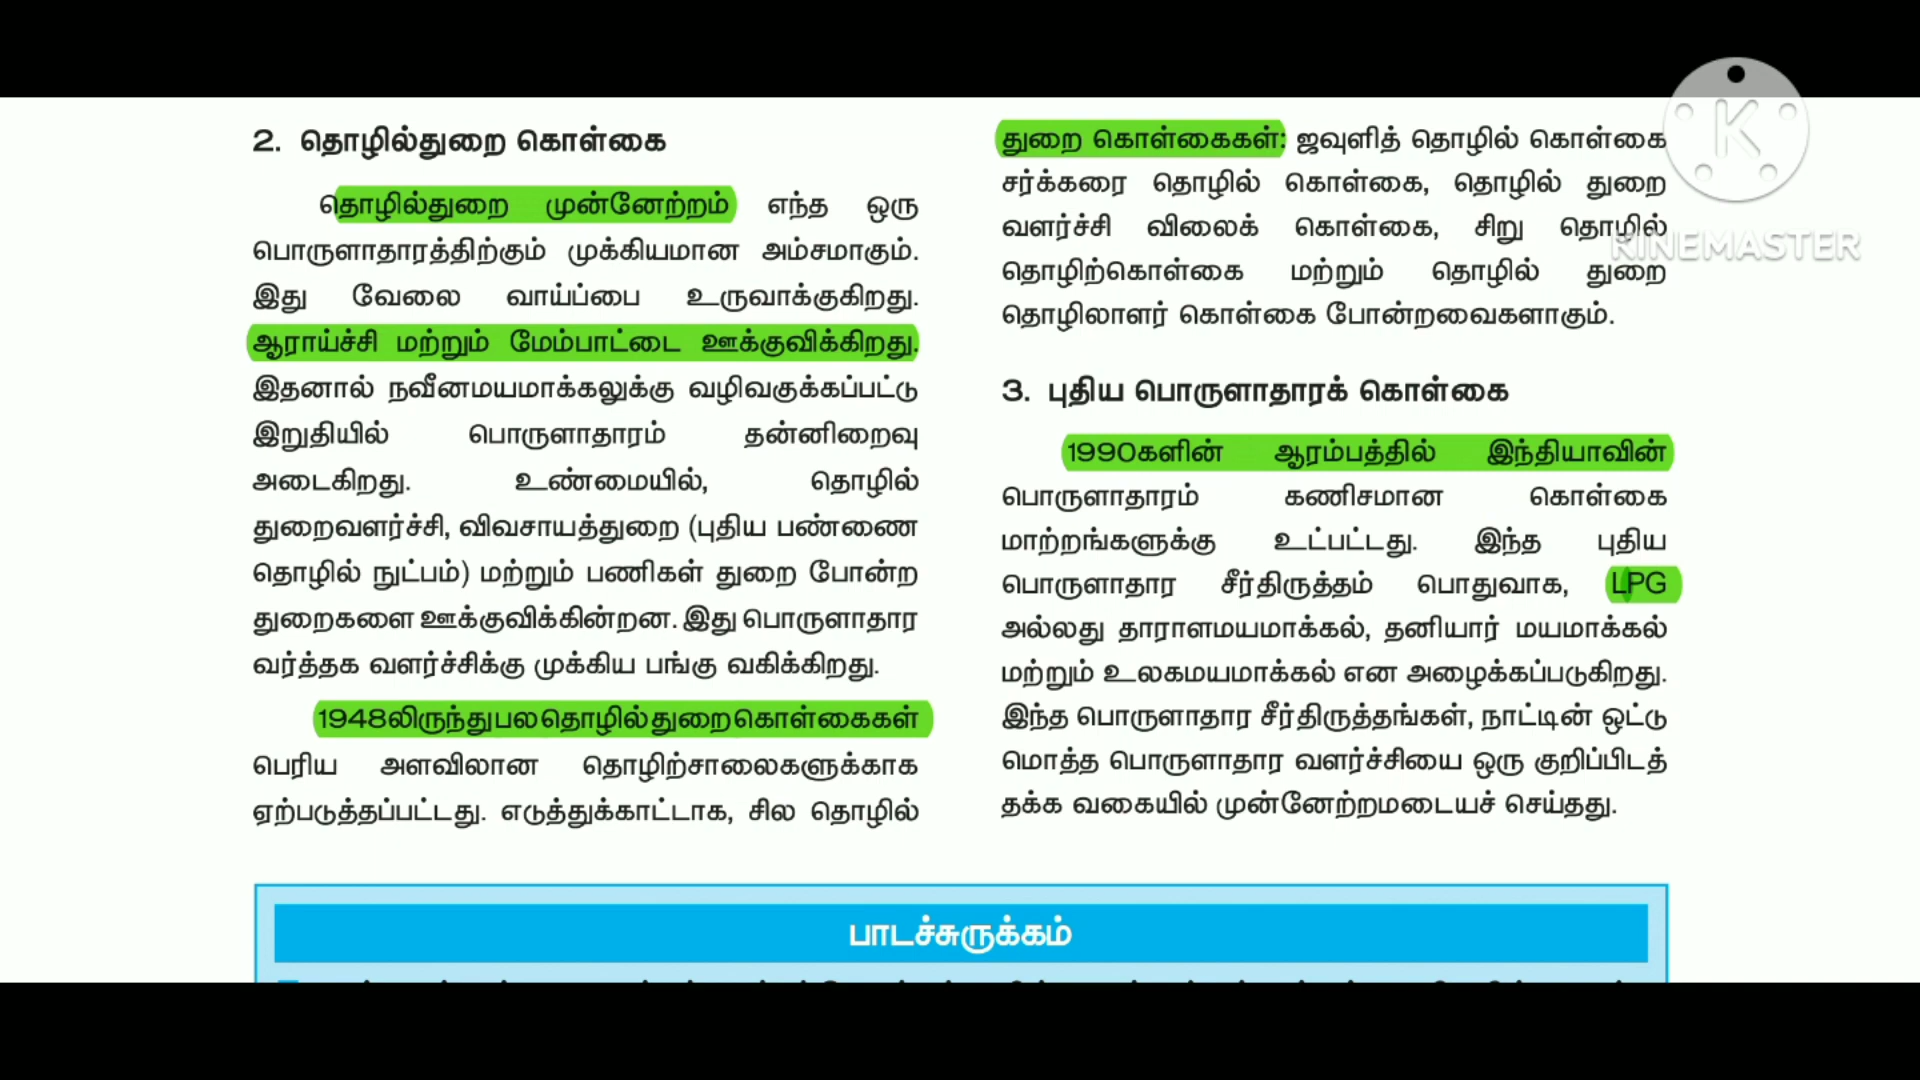 2. தொழில்துறை கொள்கை
தொழில்துறை முன்னேற்றம் எந்த ஒரு
பொருளாதாரத்திற்கும் முக்கியமான அம்சமாகும்.
இது வேலை வாய்ப்பை உருவாக்குகிறது.
ஆராய்ச்சி மற்றும் மேம்பாட்டை ஊக்குவிக்கிறது.
இதனால் நவீனமயமாக்கலுக்கு வழிவகுக்கப்பட்டு
இறுதியில் பொருளாதாரம் தன்னிறைவு
அடைகிறது. உண்மையில், தொழில்
துறைவளர்ச்சி, விவசாயத்துறை (புதிய பண்ணை
தொழில் நுட்பம்) மற்றும் பணிகள் துறை போன்ற
துறைகளை ஊக்குவிக்கின்றன. இது பொருளாதார
வர்த்தக வளர்ச்சிக்கு முக்கிய பங்கு வகிக்கிறது.
1948லிருந்து பல தொழில் துறை கொள்கைகள்
பெரிய அளவிலான தொழிற்சாலைகளுக்காக
ஏற்படுத்தப்பட்டது. எடுத்துக்காட்டாக, சில தொழில்
துறை கொள்கைகள்: ஜவுளித் தொழில் கொள்கை
சர்க்கரை தொழில் கொள்கை, தொழில் துறை
வளர்ச்சி விலைக் கொள்கை, சிறு தொழில்
தொழிற்கொள்கை மற்றும் தொழில் துறை
தொழிலாளர் கொள்கை போன்றவைகளாகும்.
3. புதிய பொருளாதாரக் கொள்கை
1990களின் ஆரம்பத்தில் இந்தியாவின்
பொருளாதாரம் கணிசமான கொள்கை
மாற்றங்களுக்கு உட்பட்டது. இந்த புதிய
பொருளாதார சீர்திருத்தம் பொதுவாக, LPG
அல்லது தாராளமயமாக்கல், தனியார் மயமாக்கல்
மற்றும் உலகமயமாக்கல் என அழைக்கப்படுகிறது.
இந்த பொருளாதார சீர்திருத்தங்கள், நாட்டின் ஒட்டு
மொத்த பொருளாதார வளர்ச்சியை ஒரு குறிப்பிடத்
தக்க வகையில் முன்னேற்றமடையச் செய்தது.
பாடச்சுருக்கம்
K
KINEMASTER